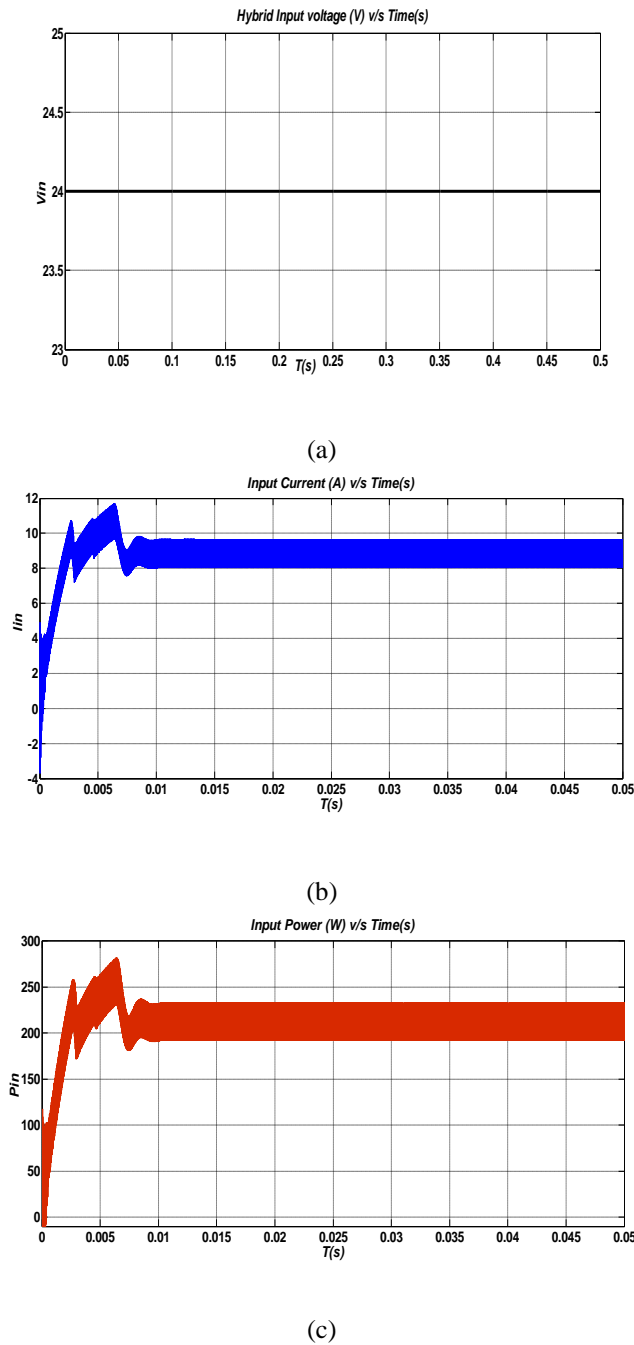 Hybrid Input voltage (V) v/s Time(s)
25
24.5
24
23.5
23
Vin
0 0.05 0.1 0.15 0.2 0.25 0.3 0.35 0.4 0.45 0.5
T(s)
(a)
Input Current (A) v/s Time(s)
12
10
8
6
4
2
0
-2
-4
Iin
0 0.005 0.01 0.015 0.02 0.025 0.03 0.035 0.04 0.045 0.05
T(s)
(b)
Input Power (W) v/s Time(s)
300
250
200
150
100
50
0
Pin
0 0.005 0.01 0.015 0.02 0.025 0.03 0.035 0.04 0.045 0.05
T(s)
(c)